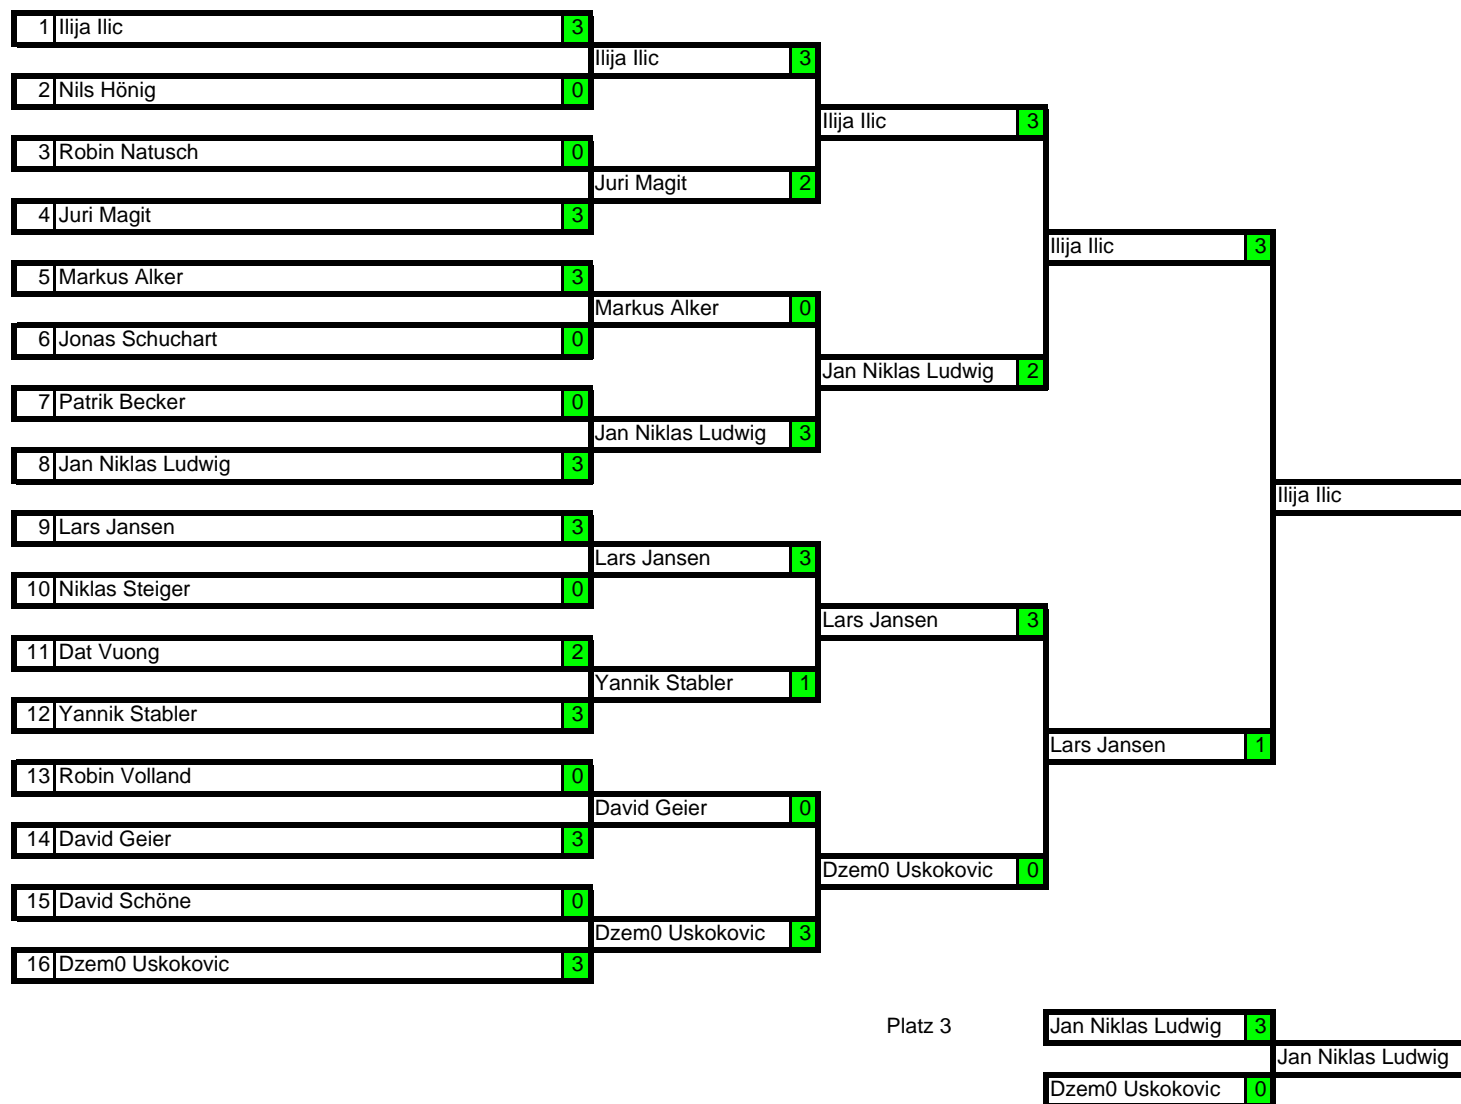 1 Ilija Ilic 3
Ilija Ilic 3
2 Nils Hönig 0
Ilija Ilic 3
3 Robin Natusch 0
Juri Magit 2
4 Juri Magit 3
Ilija Ilic 3
5 Markus Alker 3
Markus Alker 0
6 Jonas Schuchart 0
Jan Niklas Ludwig 2
7 Patrik Becker 0
Jan Niklas Ludwig 3
8 Jan Niklas Ludwig 3
Ilija Ilic
9 Lars Jansen 3
Lars Jansen 3
10 Niklas Steiger 0
Lars Jansen 3
11 Dat Vuong 2
Yannik Stabler 1
12 Yannik Stabler 3
Lars Jansen 1
13 Robin Volland 0
David Geier 0
14 David Geier 3
Dzem0 Uskokovic 0
15 David Schöne 0
Dzem0 Uskokovic 3
16 Dzem0 Uskokovic 3
Platz 3 Jan Niklas Ludwig 3
Jan Niklas Ludwig
Dzem0 Uskokovic 0